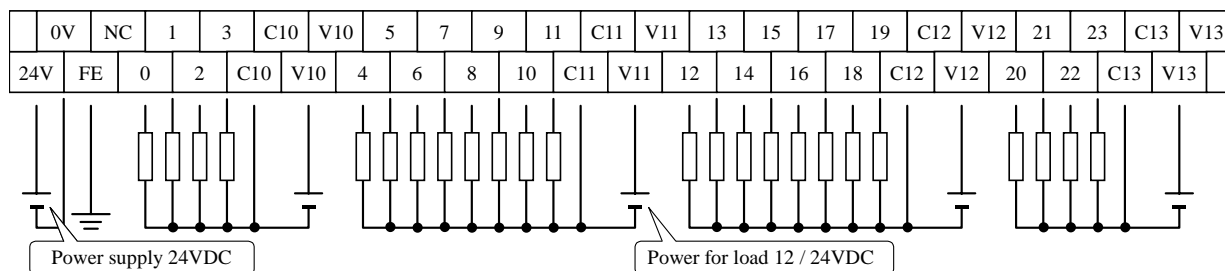 0V NC 1 3 C10 V10 5 7 9 11 C11 V11 13 15 17 19 C12 V12 21 23 C13 V13
24V FE 0 2 C10 V10 4 6 8 10 C11 V11 12 14 16 18 C12 V12 20 22 C13 V13
Power supply 24VDC Power for load 12 / 24VDC